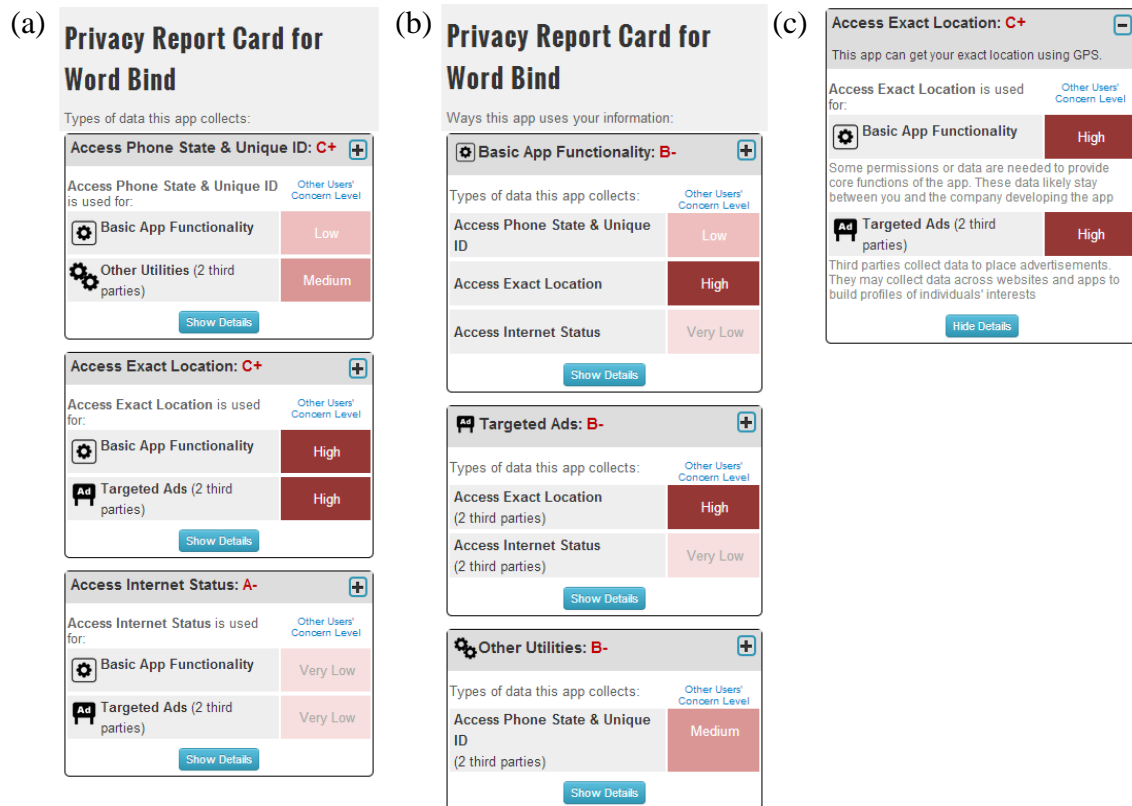 (a)
Privacy Report Card for
Word Bind
Types of data this app collects:
Access Phone State & Unique ID: C+
Access Phone State & Unique ID
is used for:
Other Users'
Concern Level
Basic App Functionality
Low
Other Utilities (2 third
parties)
Medium
Show Details
Access Exact Location: C+
Access Exact Location is used
for:
Other Users'
Concern Level
Basic App Functionality
High
Ad
Targeted Ads (2 third
parties)
High
Show Details
Access Internet Status: A-
Access Internet Status is used
for:
Other Users'
Concern Level
Basic App Functionality
Very Low
Ad
Targeted Ads (2 third
parties)
Very Low
Show Details
(b)
Privacy Report Card for
Word Bind
Ways this app uses your information:
Basic App Functionality: B-
Types of data this app collects:
Other Users'
Concern Level
Access Phone State & Unique
ID
Low
Access Exact Location
High
Access Internet Status
Very Low
Show Details
Ad
Targeted Ads: B-
Types of data this app collects:
Other Users'
Concern Level
Access Exact Location
(2 third parties)
High
Access Internet Status
(2 third parties)
Very Low
Show Details
Other Utilities: B-
Types of data this app collects:
Other Users'
Concern Level
Access Phone State & Unique
ID
(2 third parties)
Medium
Show Details
(c)
Access Exact Location: C+
This app can get your exact location using GPS.
Access Exact Location is used
for:
Other Users'
Concern Level
Basic App Functionality
High
Some permissions or data are needed to provide
core functions of the app. These data likely stay
between you and the company developing the app
Ad
Targeted Ads (2 third
parties)
High
Third parties collect data to place advertisements.
They may collect data across websites and apps to
build profiles of individuals' interests
Hide Details